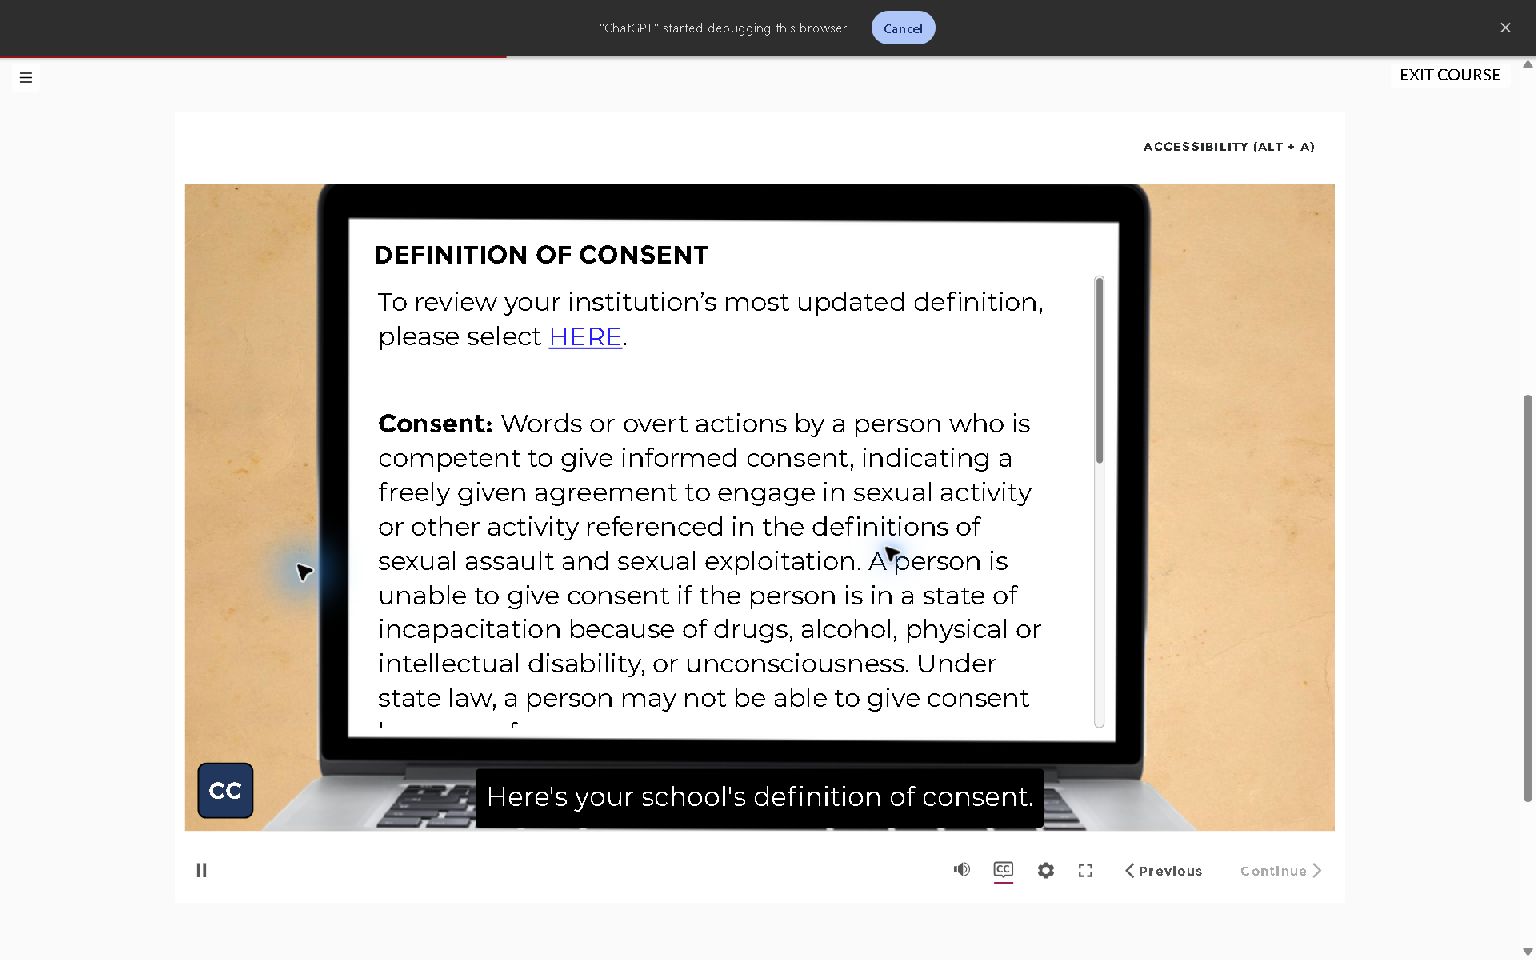 "ChatGPT" started debugging this browser
Cancel
EXIT COURSE
ACCESSIBILITY (ALT + A)
DEFINITION OF CONSENT
To review your institution’s most updated definition,
please select HERE.
Consent: Words or overt actions by a person who is
competent to give informed consent, indicating a
freely given agreement to engage in sexual activity
or other activity referenced in the definitions of
sexual assault and sexual exploitation. A person is
unable to give consent if the person is in a state of
incapacitation because of drugs, alcohol, physical or
intellectual disability, or unconsciousness. Under
state law, a person may not be able to give consent
CC
Here's your school's definition of consent.
CC
Previous
Continue